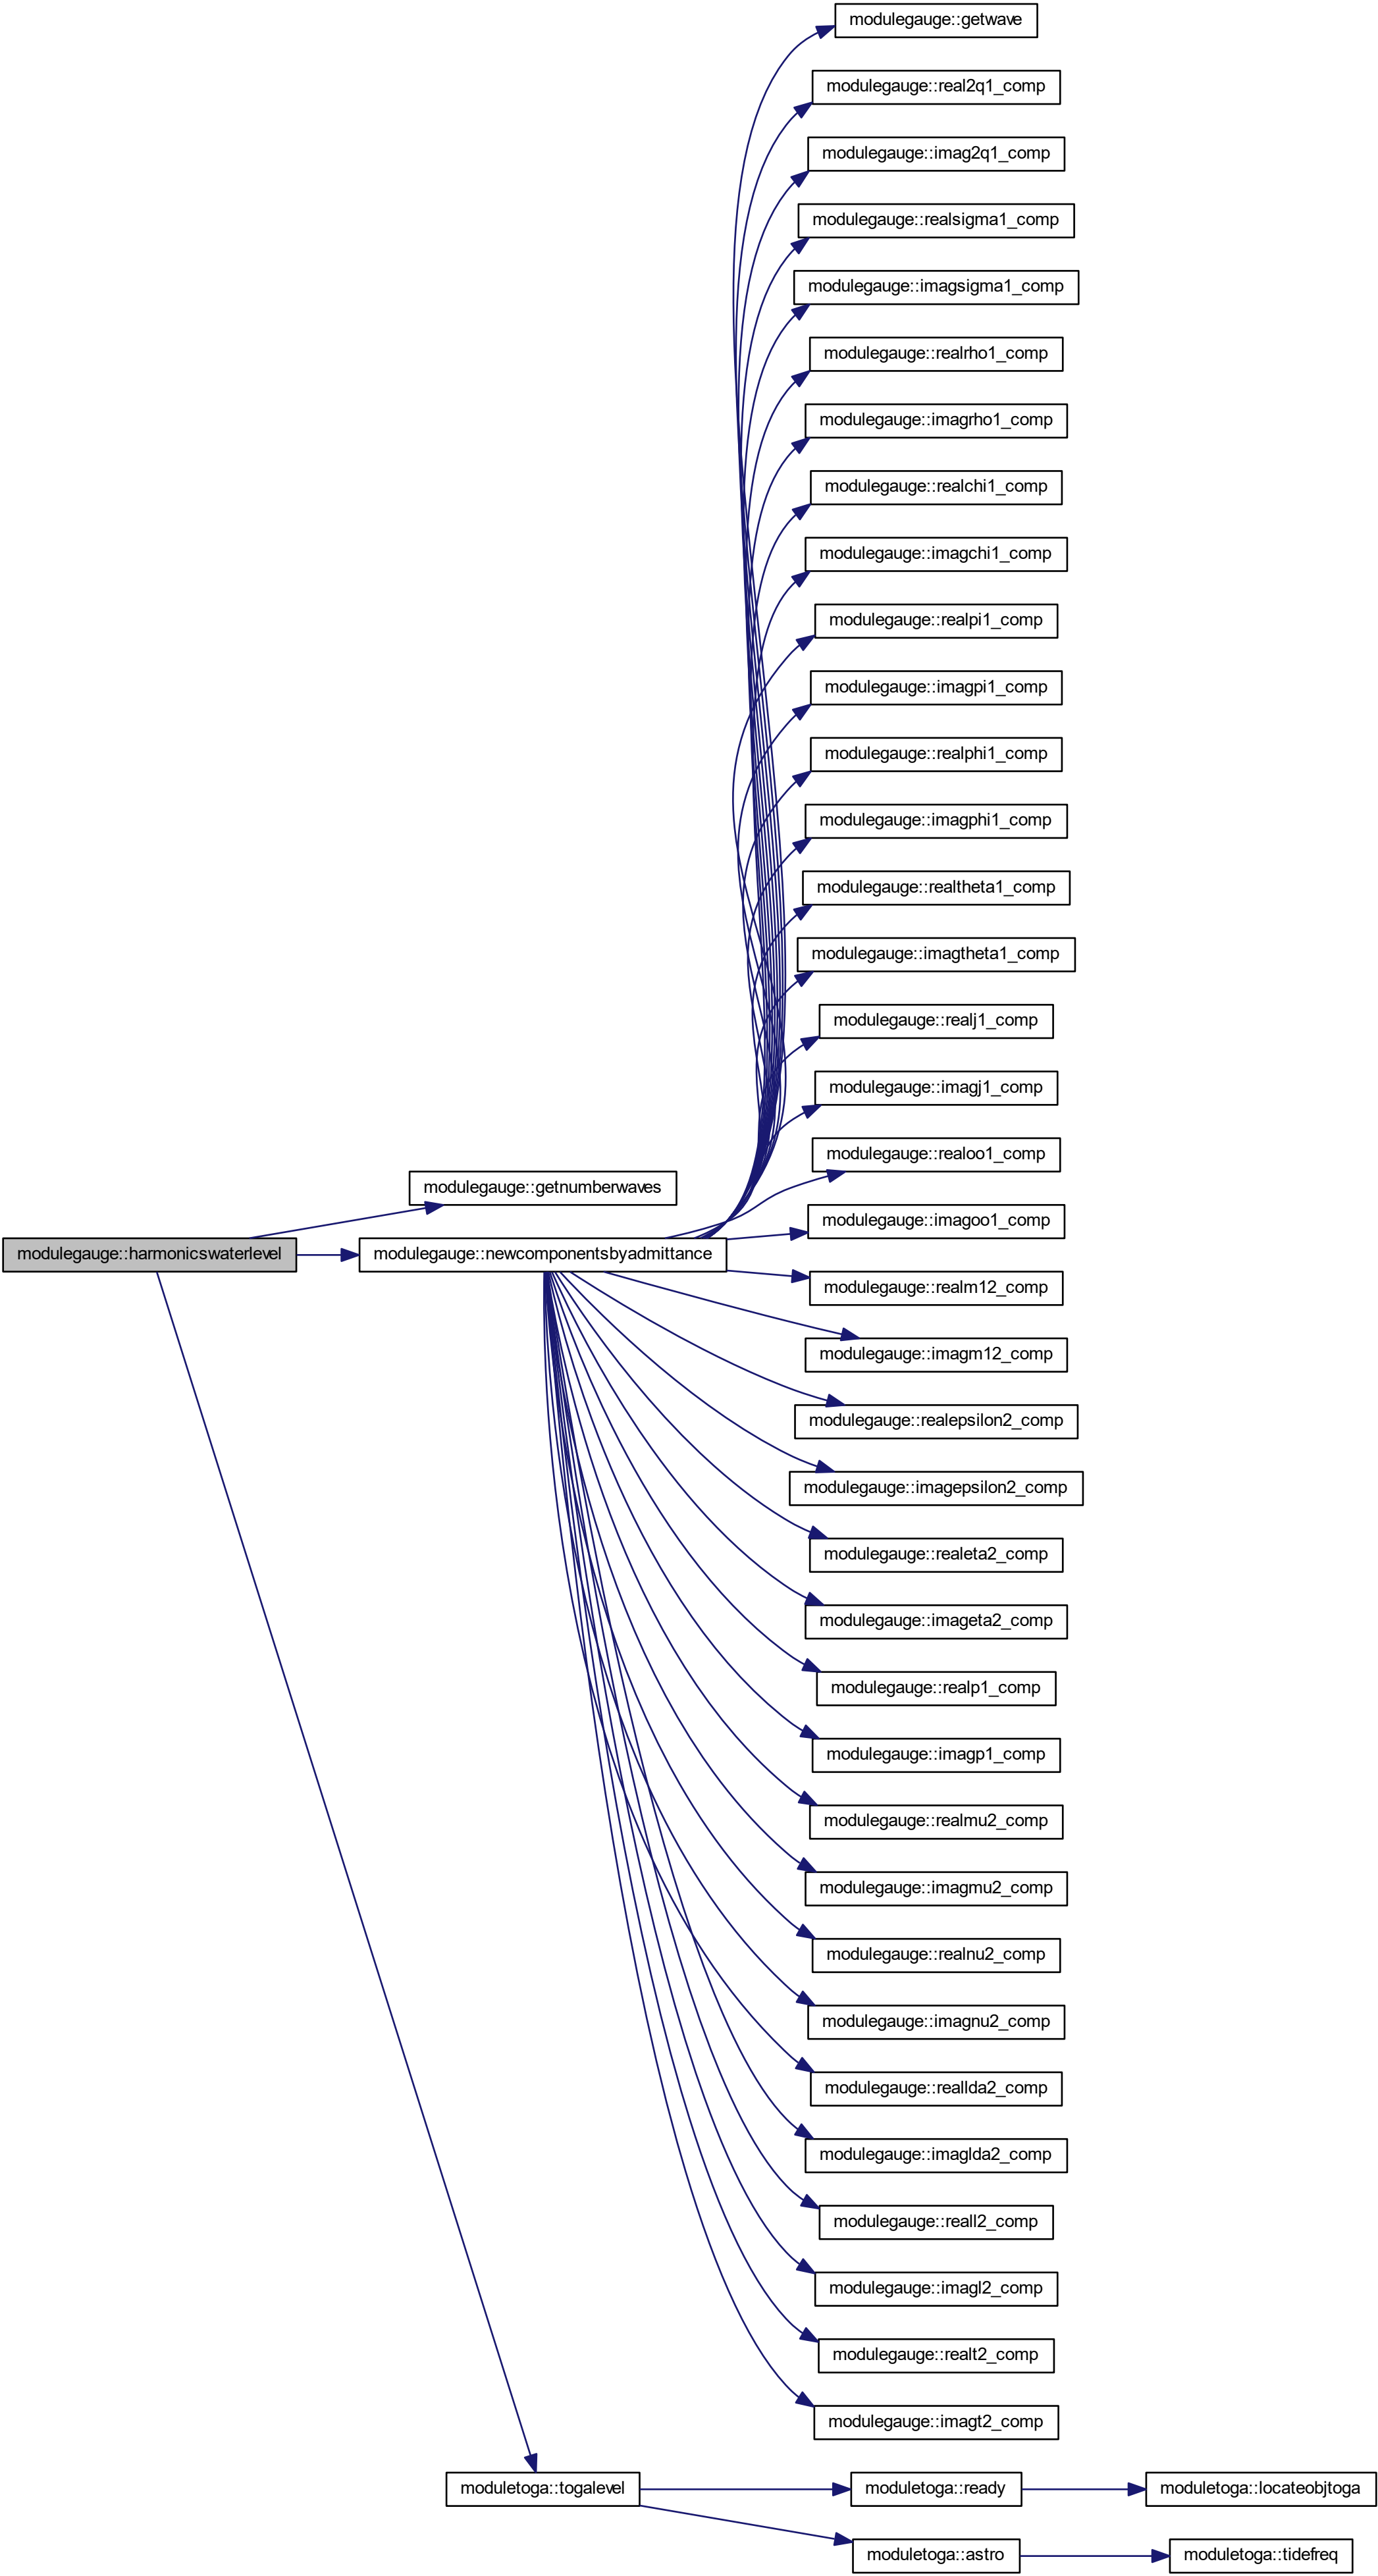 modulegauge::getwave
modulegauge::real2q1_comp
modulegauge::imag2q1_comp
modulegauge::realsigma1_comp
modulegauge::imagsigma1_comp
modulegauge::realrho1_comp
modulegauge::imagrho1_comp
modulegauge::realchi1_comp
modulegauge::imagchi1_comp
modulegauge::realpi1_comp
modulegauge::imagpi1_comp
modulegauge::realphi1_comp
modulegauge::imagphi1_comp
modulegauge::realtheta1_comp
modulegauge::imagtheta1_comp
modulegauge::realj1_comp
modulegauge::imagj1_comp
modulegauge::realoo1_comp
modulegauge::getnumberwaves
modulegauge::imagoo1_comp
modulegauge::harmonicswaterlevel
modulegauge::newcomponentsbyadmittance
modulegauge::realm12_comp
modulegauge::imagm12_comp
modulegauge::realepsilon2_comp
modulegauge::imagepsilon2_comp
modulegauge::realeta2_comp
modulegauge::imageta2_comp
modulegauge::realp1_comp
modulegauge::imagp1_comp
modulegauge::realmu2_comp
modulegauge::imagmu2_comp
modulegauge::realnu2_comp
modulegauge::imagnu2_comp
modulegauge::reallda2_comp
modulegauge::imaglda2_comp
modulegauge::reall2_comp
modulegauge::imagl2_comp
modulegauge::realt2_comp
modulegauge::imagt2_comp
moduletoga::togalevel
moduletoga::ready
moduletoga::locateobjtoga
moduletoga::astro
moduletoga::tidefreq